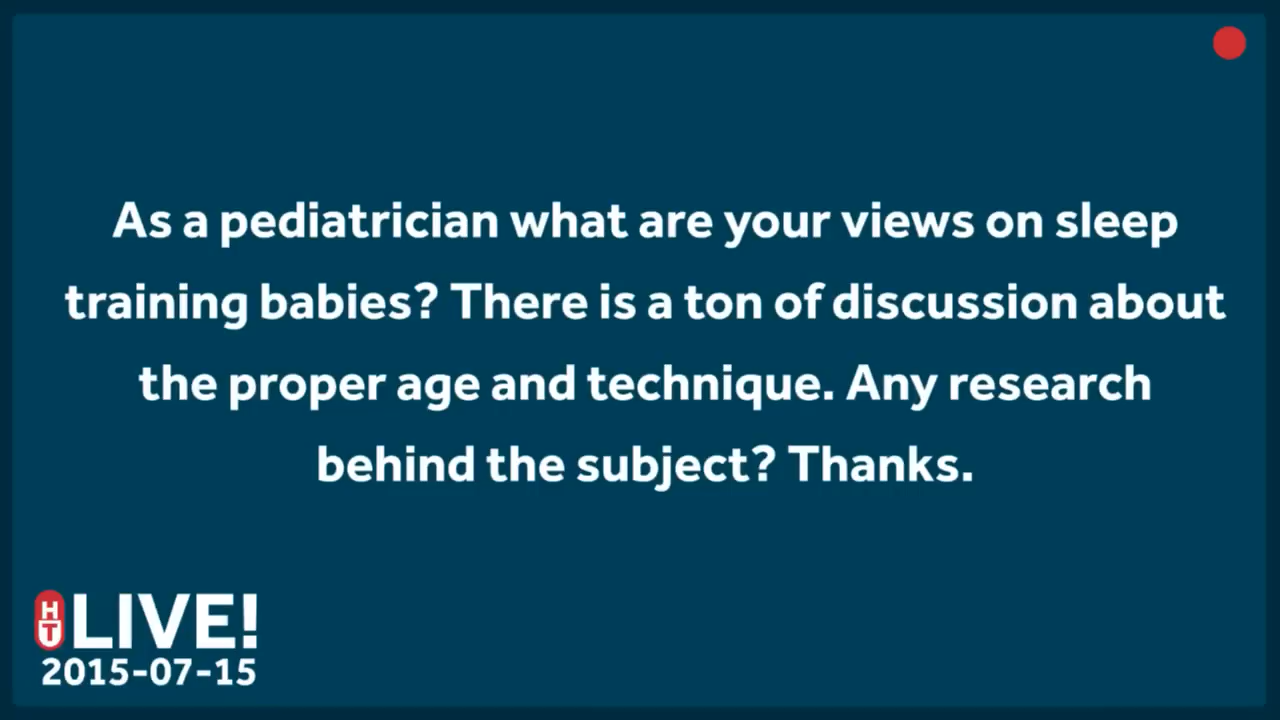 As a pediatrician what are your views on sleep
training babies? There is a ton of discussion about
the proper age and technique. Any research
behind the subject? Thanks.
HT LIVE!
2015-07-15